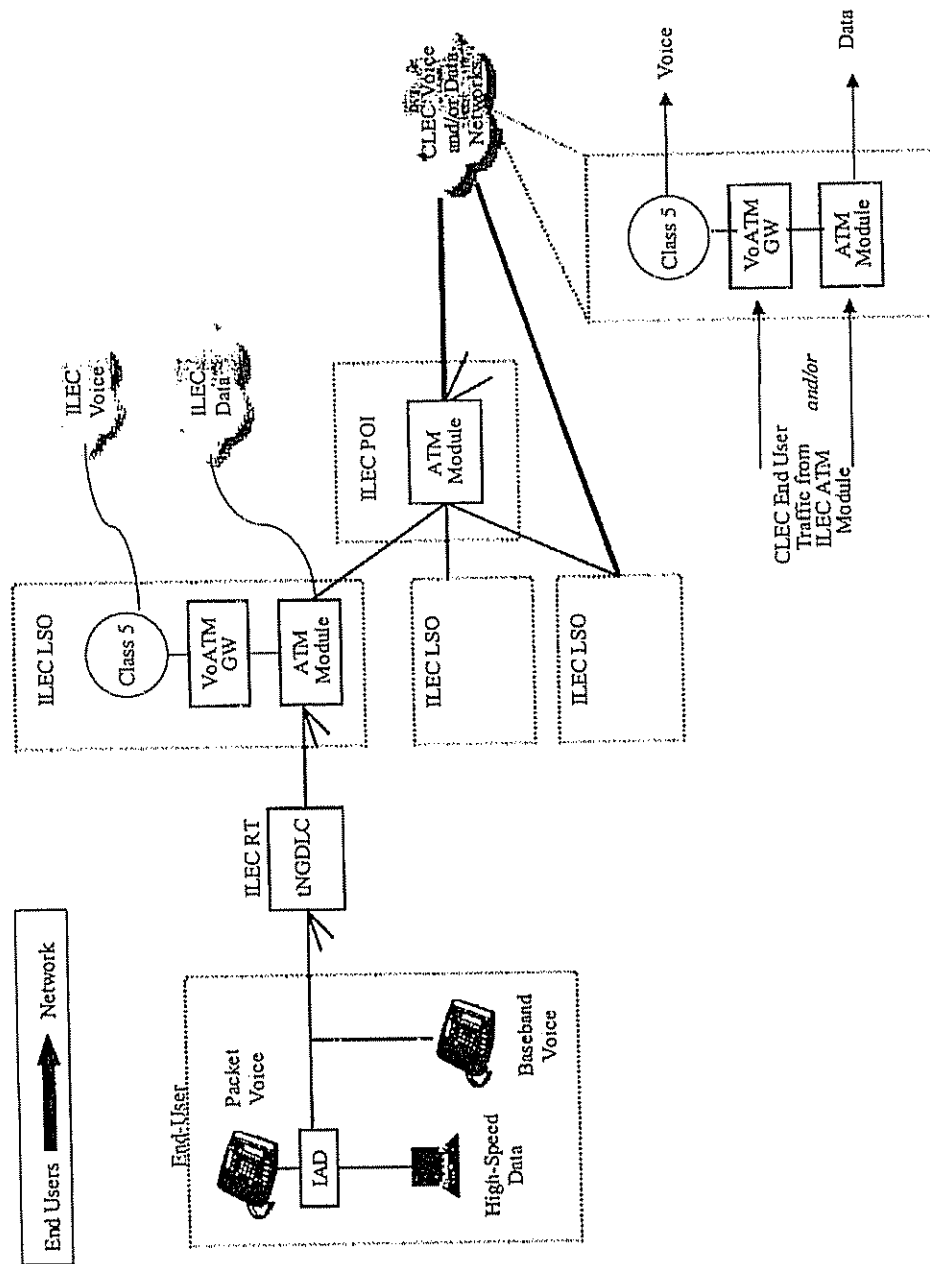 End Users
Network
End-User
Packet Voice
IAD
High-Speed
Data
Baseband
Voice
ILEC RT
tNGDLC
ILEC LSO
Class 5
VoATM
GW
ATM
Module
ILEC LSO
ILEC LSO
ILEC
Voice
ILEC
Data
ILEC POI
ATM
Module
CLEC Voice
and/or Data
Networks
CLEC End User
Traffic from
ILEC ATM
Module
and/or
Class 5
VoATM
GW
ATM
Module
Voice
Data